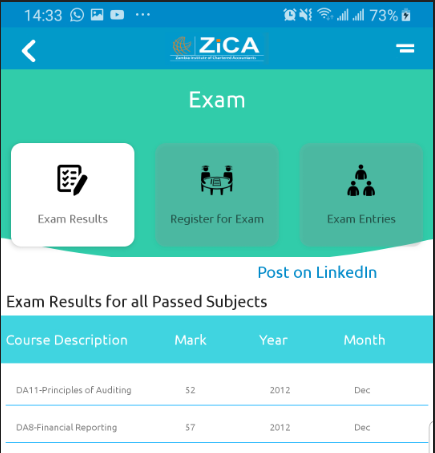 14:33 ... 73%
ZiCA
Zambia Institute of Chartered Accountants
Exam
Exam Results Register for Exam Exam Entries
Post on LinkedIn
Exam Results for all Passed Subjects
Course Description Mark Year Month
DA11-Principles of Auditing 52 2012 Dec
DA8-Financial Reporting 57 2012 Dec